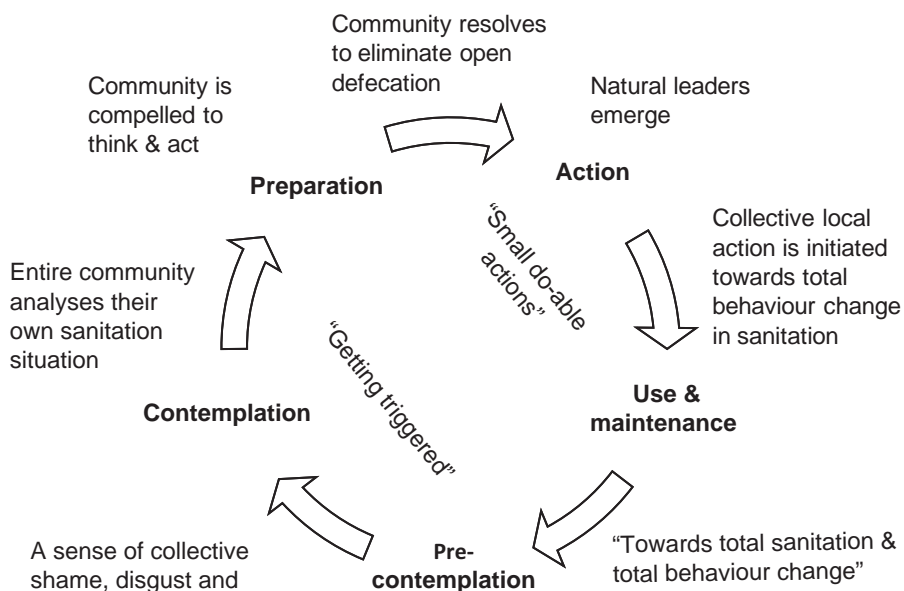 Community resolves
to eliminate open
defecation
Community is
compelled to
think & act
Natural leaders
emerge
Preparation
Action
“Small do-able
actions”
Collective local
action is initiated
towards total
behaviour change
in sanitation
Entire community
analyses their
own sanitation
situation
“Getting triggered”
Contemplation
Use &
maintenance
A sense of collective
shame, disgust and
Pre-
contemplation
“Towards total sanitation &
total behaviour change”